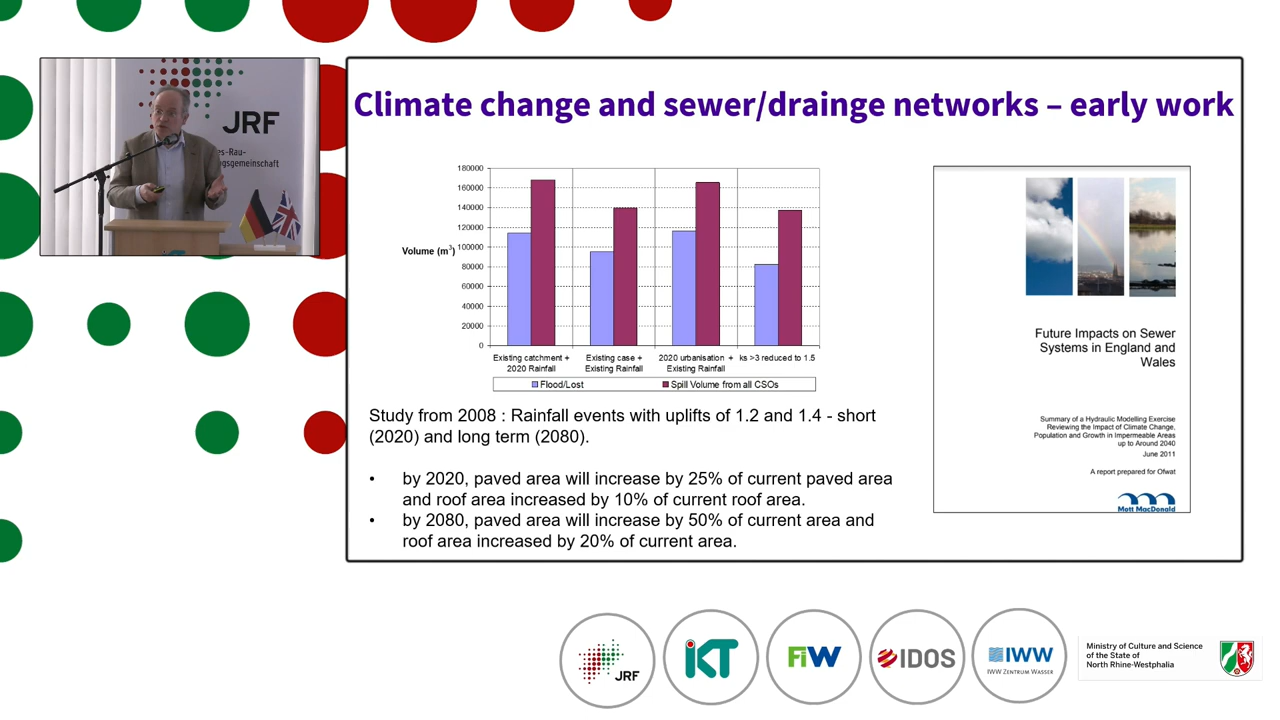 JRF
es-Rau-
ngsgemeinschaft
Climate change and sewer/drainge networks – early work
180000
160000
140000
120000
100000
80000
60000
40000
20000
0
Volume (m³)
Existing catchment +
2020 Rainfall
Existing case +
Existing Rainfall
2020 urbanisation +
Existing Rainfall
ks >3 reduced to 1.5
Flood/Lost
Spill Volume from all CSOs
Study from 2008 : Rainfall events with uplifts of 1.2 and 1.4 - short
(2020) and long term (2080).
• by 2020, paved area will increase by 25% of current paved area
and roof area increased by 10% of current roof area.
• by 2080, paved area will increase by 50% of current area and
roof area increased by 20% of current area.
Future Impacts on Sewer
Systems in England and
Wales
Summary of a Hydraulic Modelling Exercise
Reviewing the Impact of Climate Change,
Population and Growth in Impermeable Areas
up to Around 2040
June 2011
A report prepared for Ofwat
Mott MacDonald
JRF
iKT
FiW
IDOS
IWW
IWW ZENTRUM WASSER
Ministry of Culture and Science
of the State of
North Rhine-Westphalia